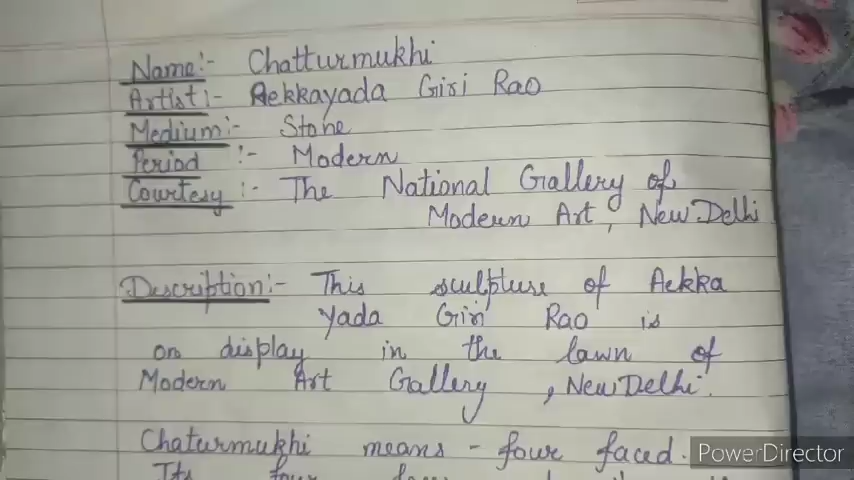 Name:- Chatturmukhi
Artist:- Aekkayada Giri Rao
Medium:- Stone
Period :- Modern
Courtesy :- The National Gallery of
Modern Art, New Delhi
Description:- This sculpture of Aekka
yada Giri Rao is
on display in the lawn of
Modern Art Gallery, New Delhi.
Chaturmukhi means - four faced.
Its four
PowerDirector